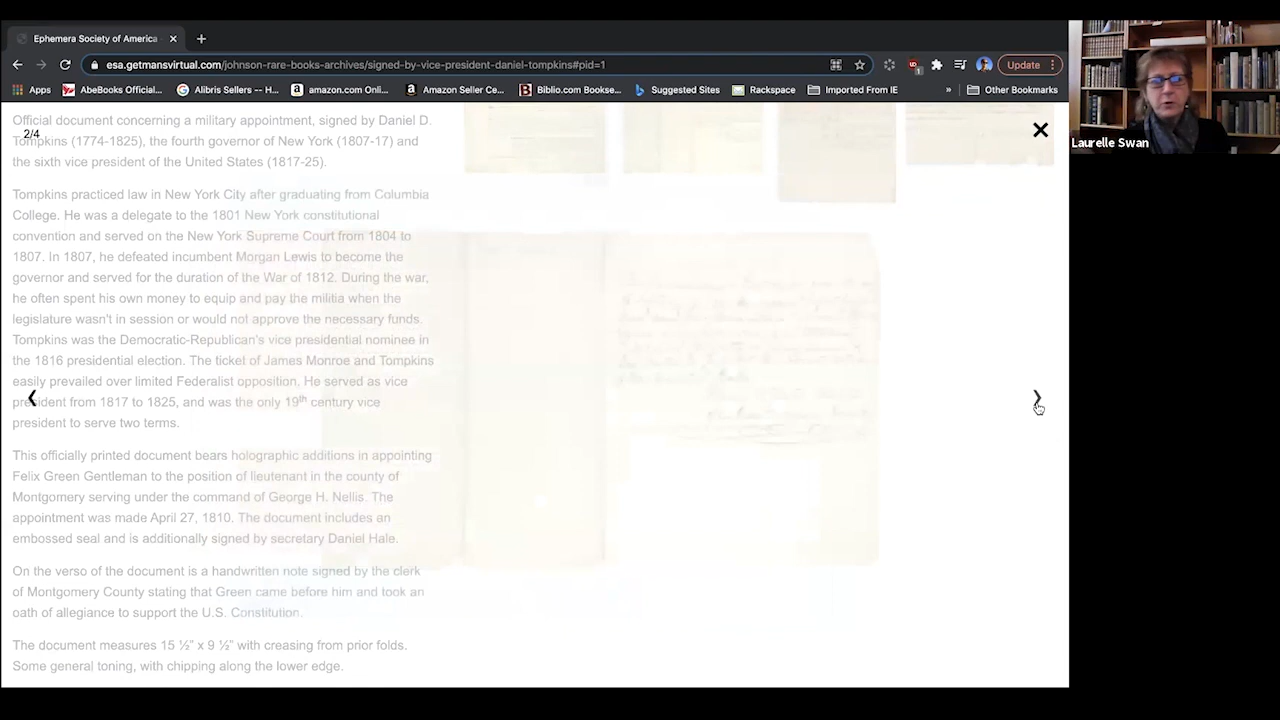 Ephemera Society of America
esa.getmansvirtual.com/johnson-rare-books-archives/signed-by-vice-president-daniel-tompkins#pid=1
Update
Apps
AbeBooks Official...
Alibris Sellers -- H...
amazon.com Onli...
Amazon Seller Ce...
Biblio.com Bookse...
Suggested Sites
Rackspace
Imported From IE
»
Other Bookmarks
Laurelle Swan
2/4
Official document concerning a military appointment, signed by Daniel D.
Tompkins (1774-1825), the fourth governor of New York (1807-17) and
the sixth vice president of the United States (1817-25).
Tompkins practiced law in New York City after graduating from Columbia
College. He was a delegate to the 1801 New York constitutional
convention and served on the New York Supreme Court from 1804 to
1807. In 1807, he defeated incumbent Morgan Lewis to become the
governor and served for the duration of the War of 1812. During the war,
he often spent his own money to equip and pay the militia when the
legislature wasn't in session or would not approve the necessary funds.
Tompkins was the Democratic-Republican's vice presidential nominee in
the 1816 presidential election. The ticket of James Monroe and Tompkins
easily prevailed over limited Federalist opposition. He served as vice
president from 1817 to 1825, and was the only 19th century vice
president to serve two terms.
This officially printed document bears holographic additions in appointing
Felix Green Gentleman to the position of lieutenant in the county of
Montgomery serving under the command of George H. Nellis. The
appointment was made April 27, 1810. The document includes an
embossed seal and is additionally signed by secretary Daniel Hale.
On the verso of the document is a handwritten note signed by the clerk
of Montgomery County stating that Green came before him and took an
oath of allegiance to support the U.S. Constitution.
The document measures 15 ½" x 9 ½" with creasing from prior folds.
Some general toning, with chipping along the lower edge.